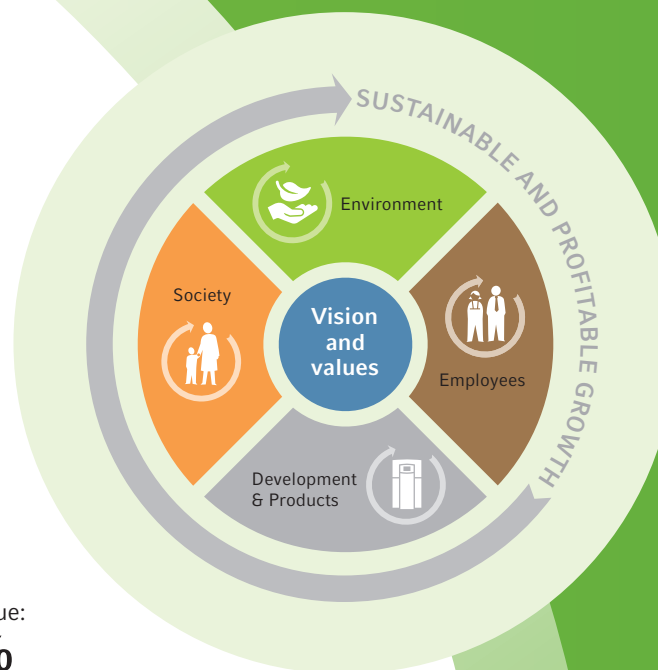 SUSTAINABLE AND PROFITABLE GROWTH
Environment
Society
Vision
and
values
Employees
Development
& Products